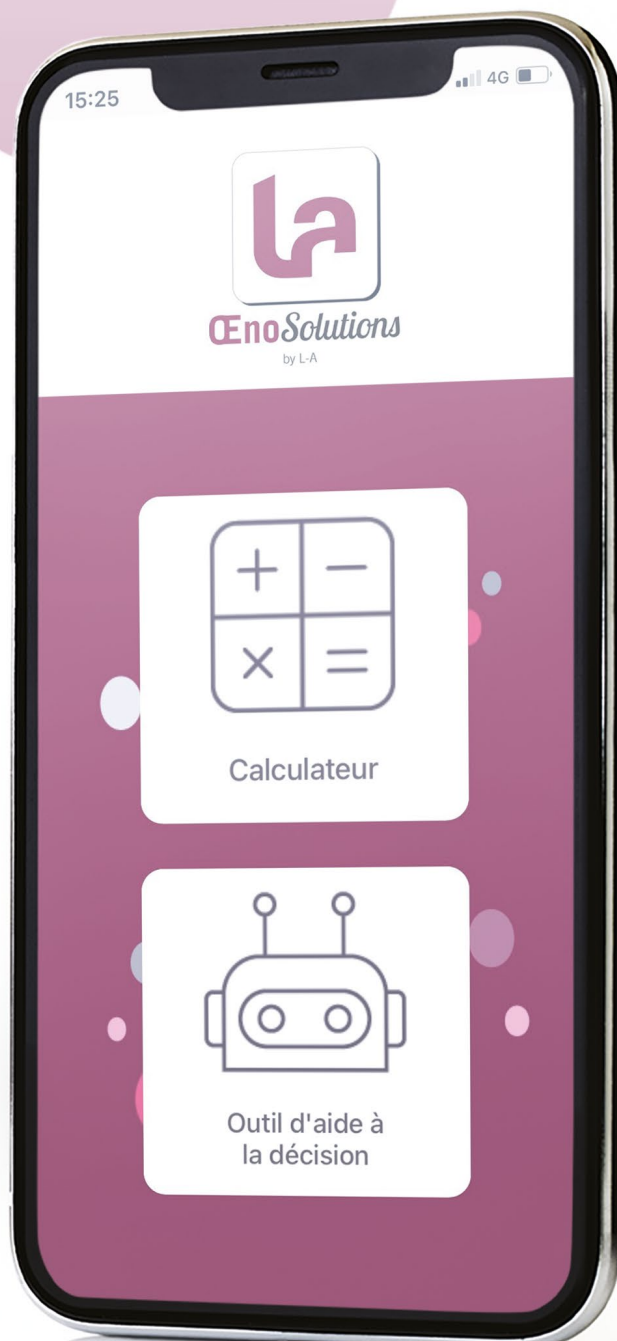 15:25 4G
La
ŒnoSolutions
by L-A
+ −
× =
Calculateur
Outil d'aide à
la décision